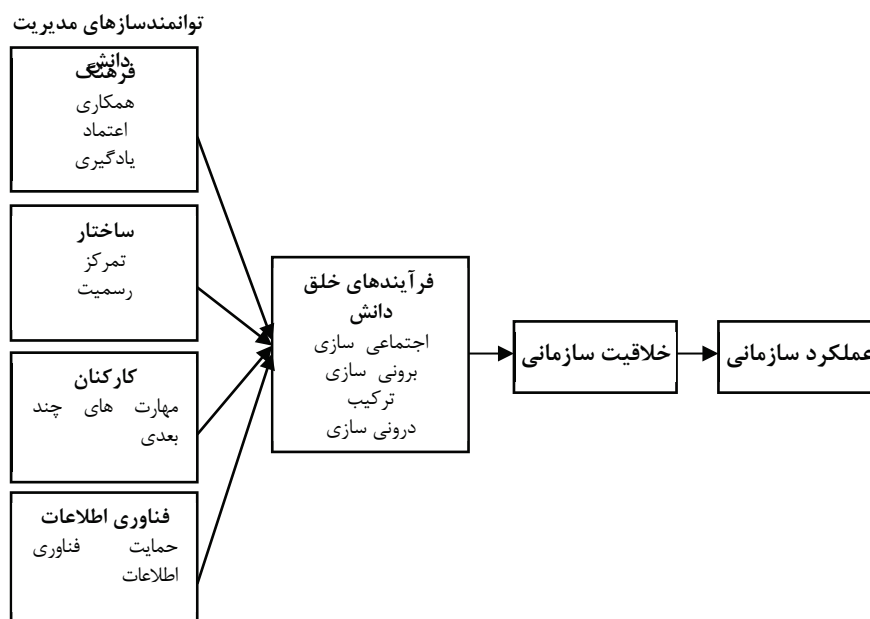 توانمندسازهای مدیریت
دانش
فرهنگ
همکاری
اعتماد
یادگیری
ساختار
تمرکز
رسمیت
کارکنان
مهارت های چند
بعدی
فناوری اطلاعات
حمایت فناوری
اطلاعات
فرآیندهای خلق
دانش
اجتماعی سازی
برونی سازی
ترکیب
درونی سازی
خلاقیت سازمانی
عملکرد سازمانی